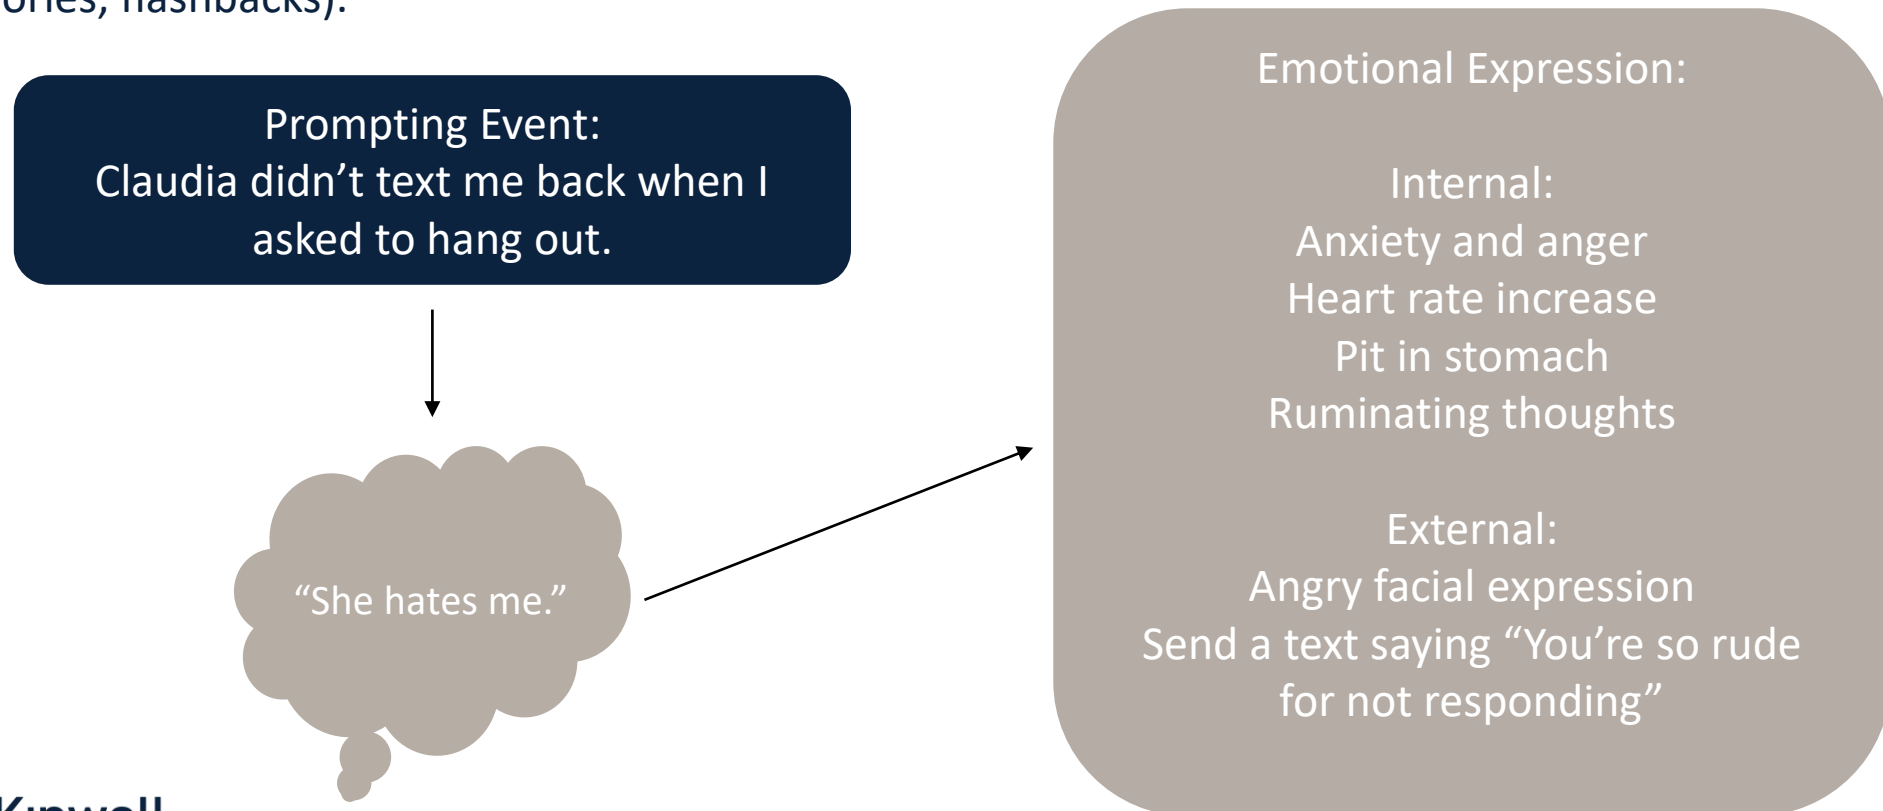 flashbacks).
Prompting Event:
Claudia didn’t text me back when I
asked to hang out.
“She hates me.”
Emotional Expression:
Internal:
Anxiety and anger
Heart rate increase
Pit in stomach
Ruminating thoughts
External:
Angry facial expression
Send a text saying “You’re so rude
for not responding”